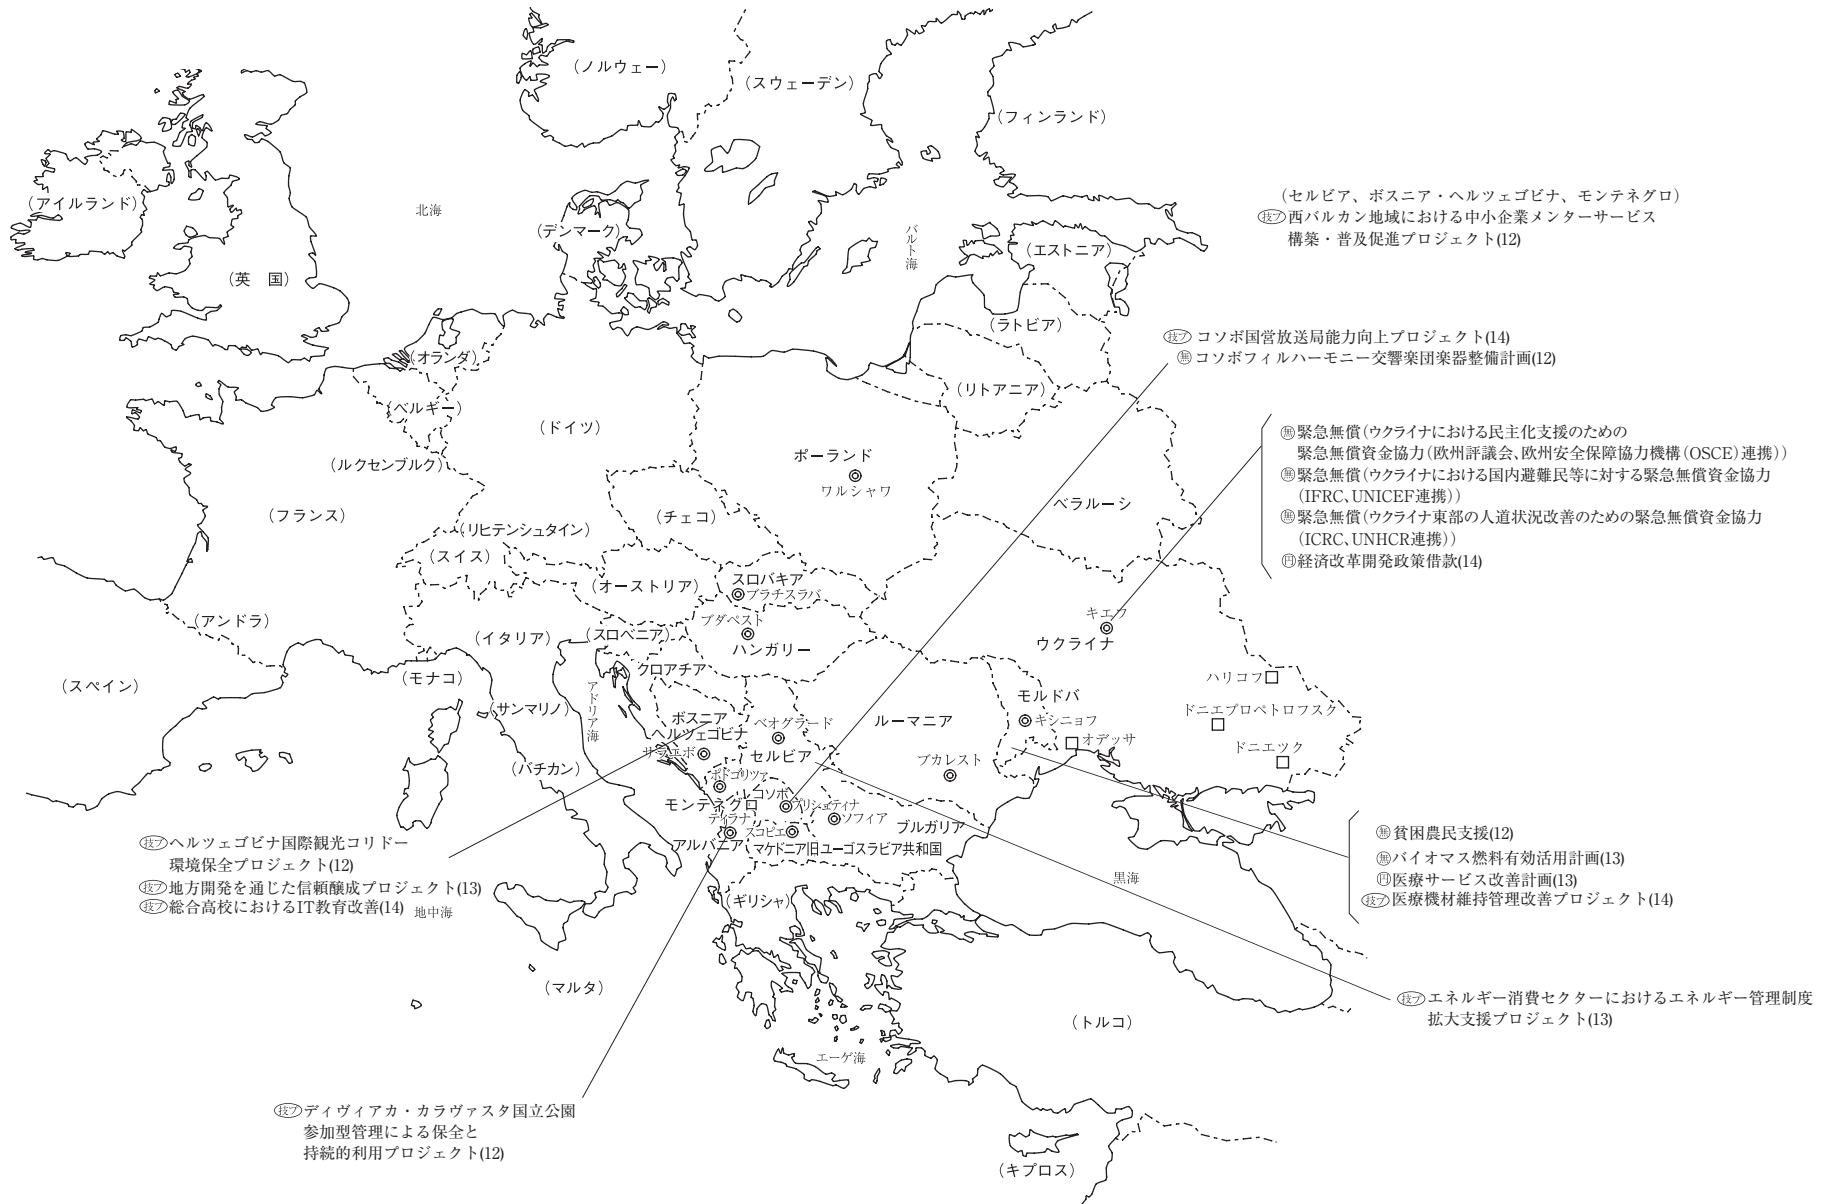 （ノルウェー）
（スウェーデン）
（フィンランド）
（アイルランド）
北海
（デンマーク）
バルト海
（エストニア）
（英　国）
（ラトビア）
（オランダ）
（リトアニア）
（ベルギー）
（ドイツ）
（ルクセンブルク）
ポーランド
ワルシャワ
ベラルーシ
（フランス）
（チェコ）
（リヒテンシュタイン）
（スイス）
（オーストリア）
スロバキア
ブラチスラバ
（アンドラ）
ブダペスト
キエフ
（イタリア）
（スロベニア）
ハンガリー
ウクライナ
クロアチア
（モナコ）
（スペイン）
ハリコフ
アドリア海
モルドバ
（サンマリノ）
ボスニア
ヘルツェゴビナ
ベオグラード
ルーマニア
キシニョフ
ドニエプロペトロフスク
サラエボ
セルビア
オデッサ
ドニエツク
ブカレスト
（バチカン）
ポドゴリツァ
コソボ
モンテネグロ
プリシュティナ
ティラナ
スコピエ
ソフィア
ブルガリア
アルバニア
マケドニア旧ユーゴスラビア共和国
黒海
（ギリシャ）
地中海
（マルタ）
（トルコ）
エーゲ海
（キプロス）
（セルビア、ボスニア・ヘルツェゴビナ、モンテネグロ）
技プ 西バルカン地域における中小企業メンターサービス
構築・普及促進プロジェクト(12)
技プ コソボ国営放送局能力向上プロジェクト(14)
無 コソボフィルハーモニー交響楽団楽器整備計画(12)
無 緊急無償（ウクライナにおける民主化支援のための
緊急無償資金協力（欧州評議会、欧州安全保障協力機構（OSCE）連携））
無 緊急無償（ウクライナにおける国内避難民等に対する緊急無償資金協力
（IFRC、UNICEF連携））
無 緊急無償（ウクライナ東部の人道状況改善のための緊急無償資金協力
（ICRC、UNHCR連携））
円 経済改革開発政策借款(14)
技プ ヘルツェゴビナ国際観光コリドー
環境保全プロジェクト(12)
技プ 地方開発を通じた信頼醸成プロジェクト(13)
技プ 総合高校におけるIT教育改善(14)
無 貧困農民支援(12)
無 バイオマス燃料有効活用計画(13)
円 医療サービス改善計画(13)
技プ 医療機材維持管理改善プロジェクト(14)
技プ エネルギー消費セクターにおけるエネルギー管理制度
拡大支援プロジェクト(13)
技プ ディヴィアカ・カラヴァスタ国立公園
参加型管理による保全と
持続的利用プロジェクト(12)